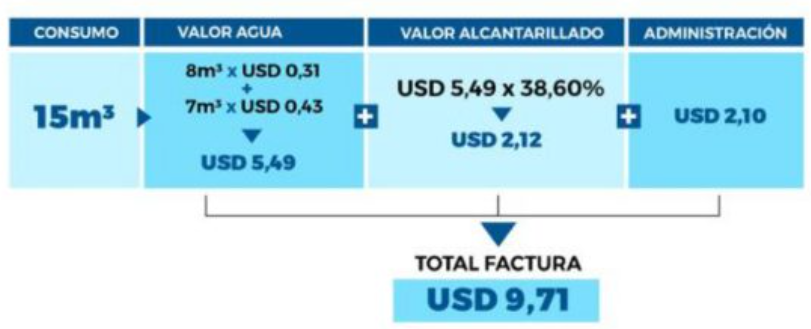 CONSUMO
VALOR AGUA
VALOR ALCANTARILLADO
ADMINISTRACIÓN
15m³
8m³ x USD 0,31
+
7m³ x USD 0,43
USD 5,49
+
USD 5,49 x 38,60%
USD 2,12
+
USD 2,10
TOTAL FACTURA
USD 9,71